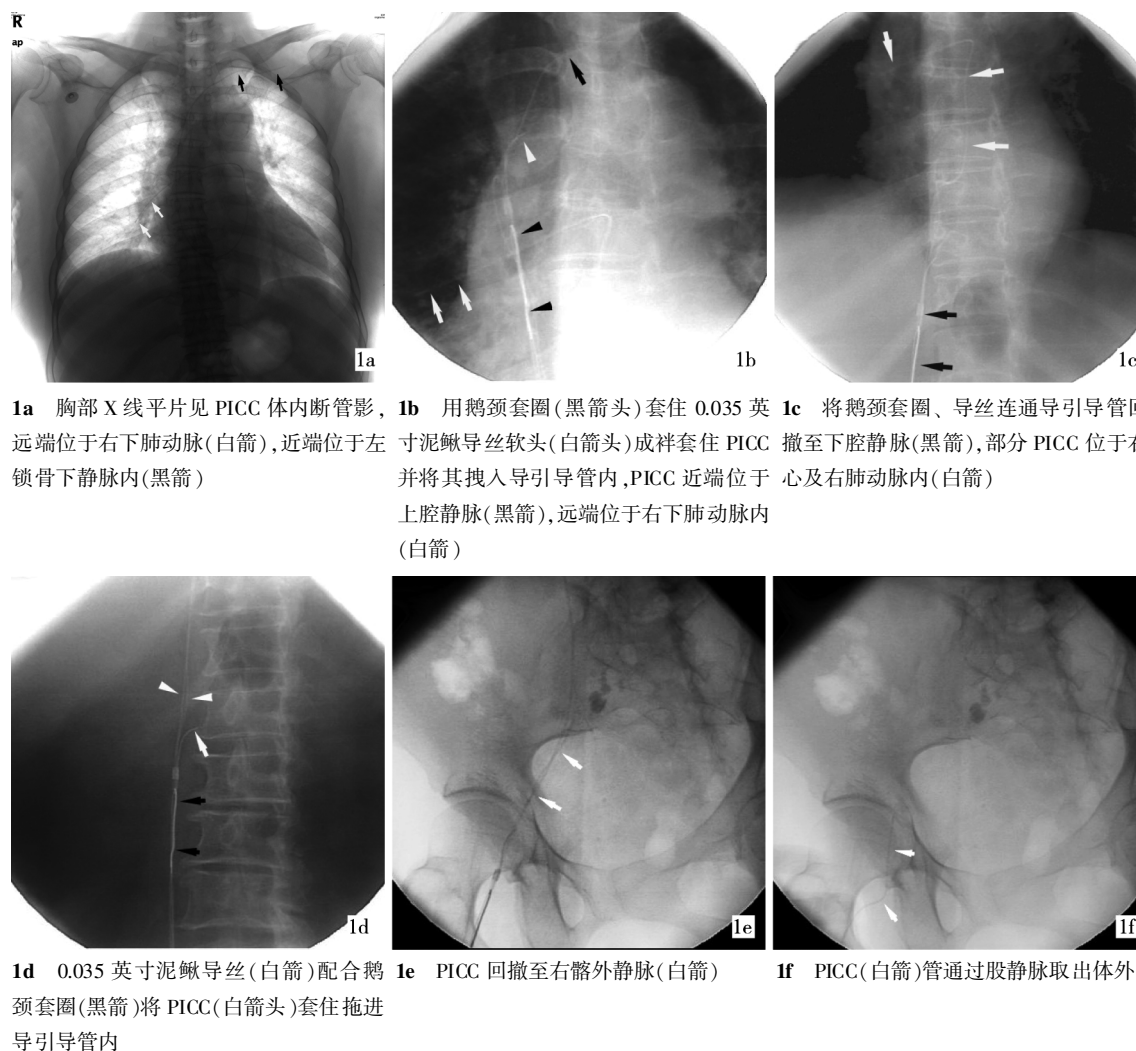 R
ap
1a
1b
1c
1a 胸部 X 线平片见 PICC 体内断管影,
远端位于右下肺动脉(白箭),近端位于左
锁骨下静脉内(黑箭)
1b 用鹅颈套圈(黑箭头)套住 0.035 英
寸泥鳅导丝软头(白箭头)成袢套住 PICC
并将其拽入导引导管内,PICC 近端位于
上腔静脉(黑箭),远端位于右下肺动脉内
(白箭)
1c 将鹅颈套圈、导丝连通导引导管回
撤至下腔静脉(黑箭),部分 PICC 位于右
心及右肺动脉内(白箭)
1d
1e
1f
1d 0.035 英寸泥鳅导丝(白箭)配合鹅
颈套圈(黑箭)将 PICC(白箭头)套住拖进
导引导管内
1e PICC 回撤至右髂外静脉(白箭)
1f PICC(白箭)管通过股静脉取出体外